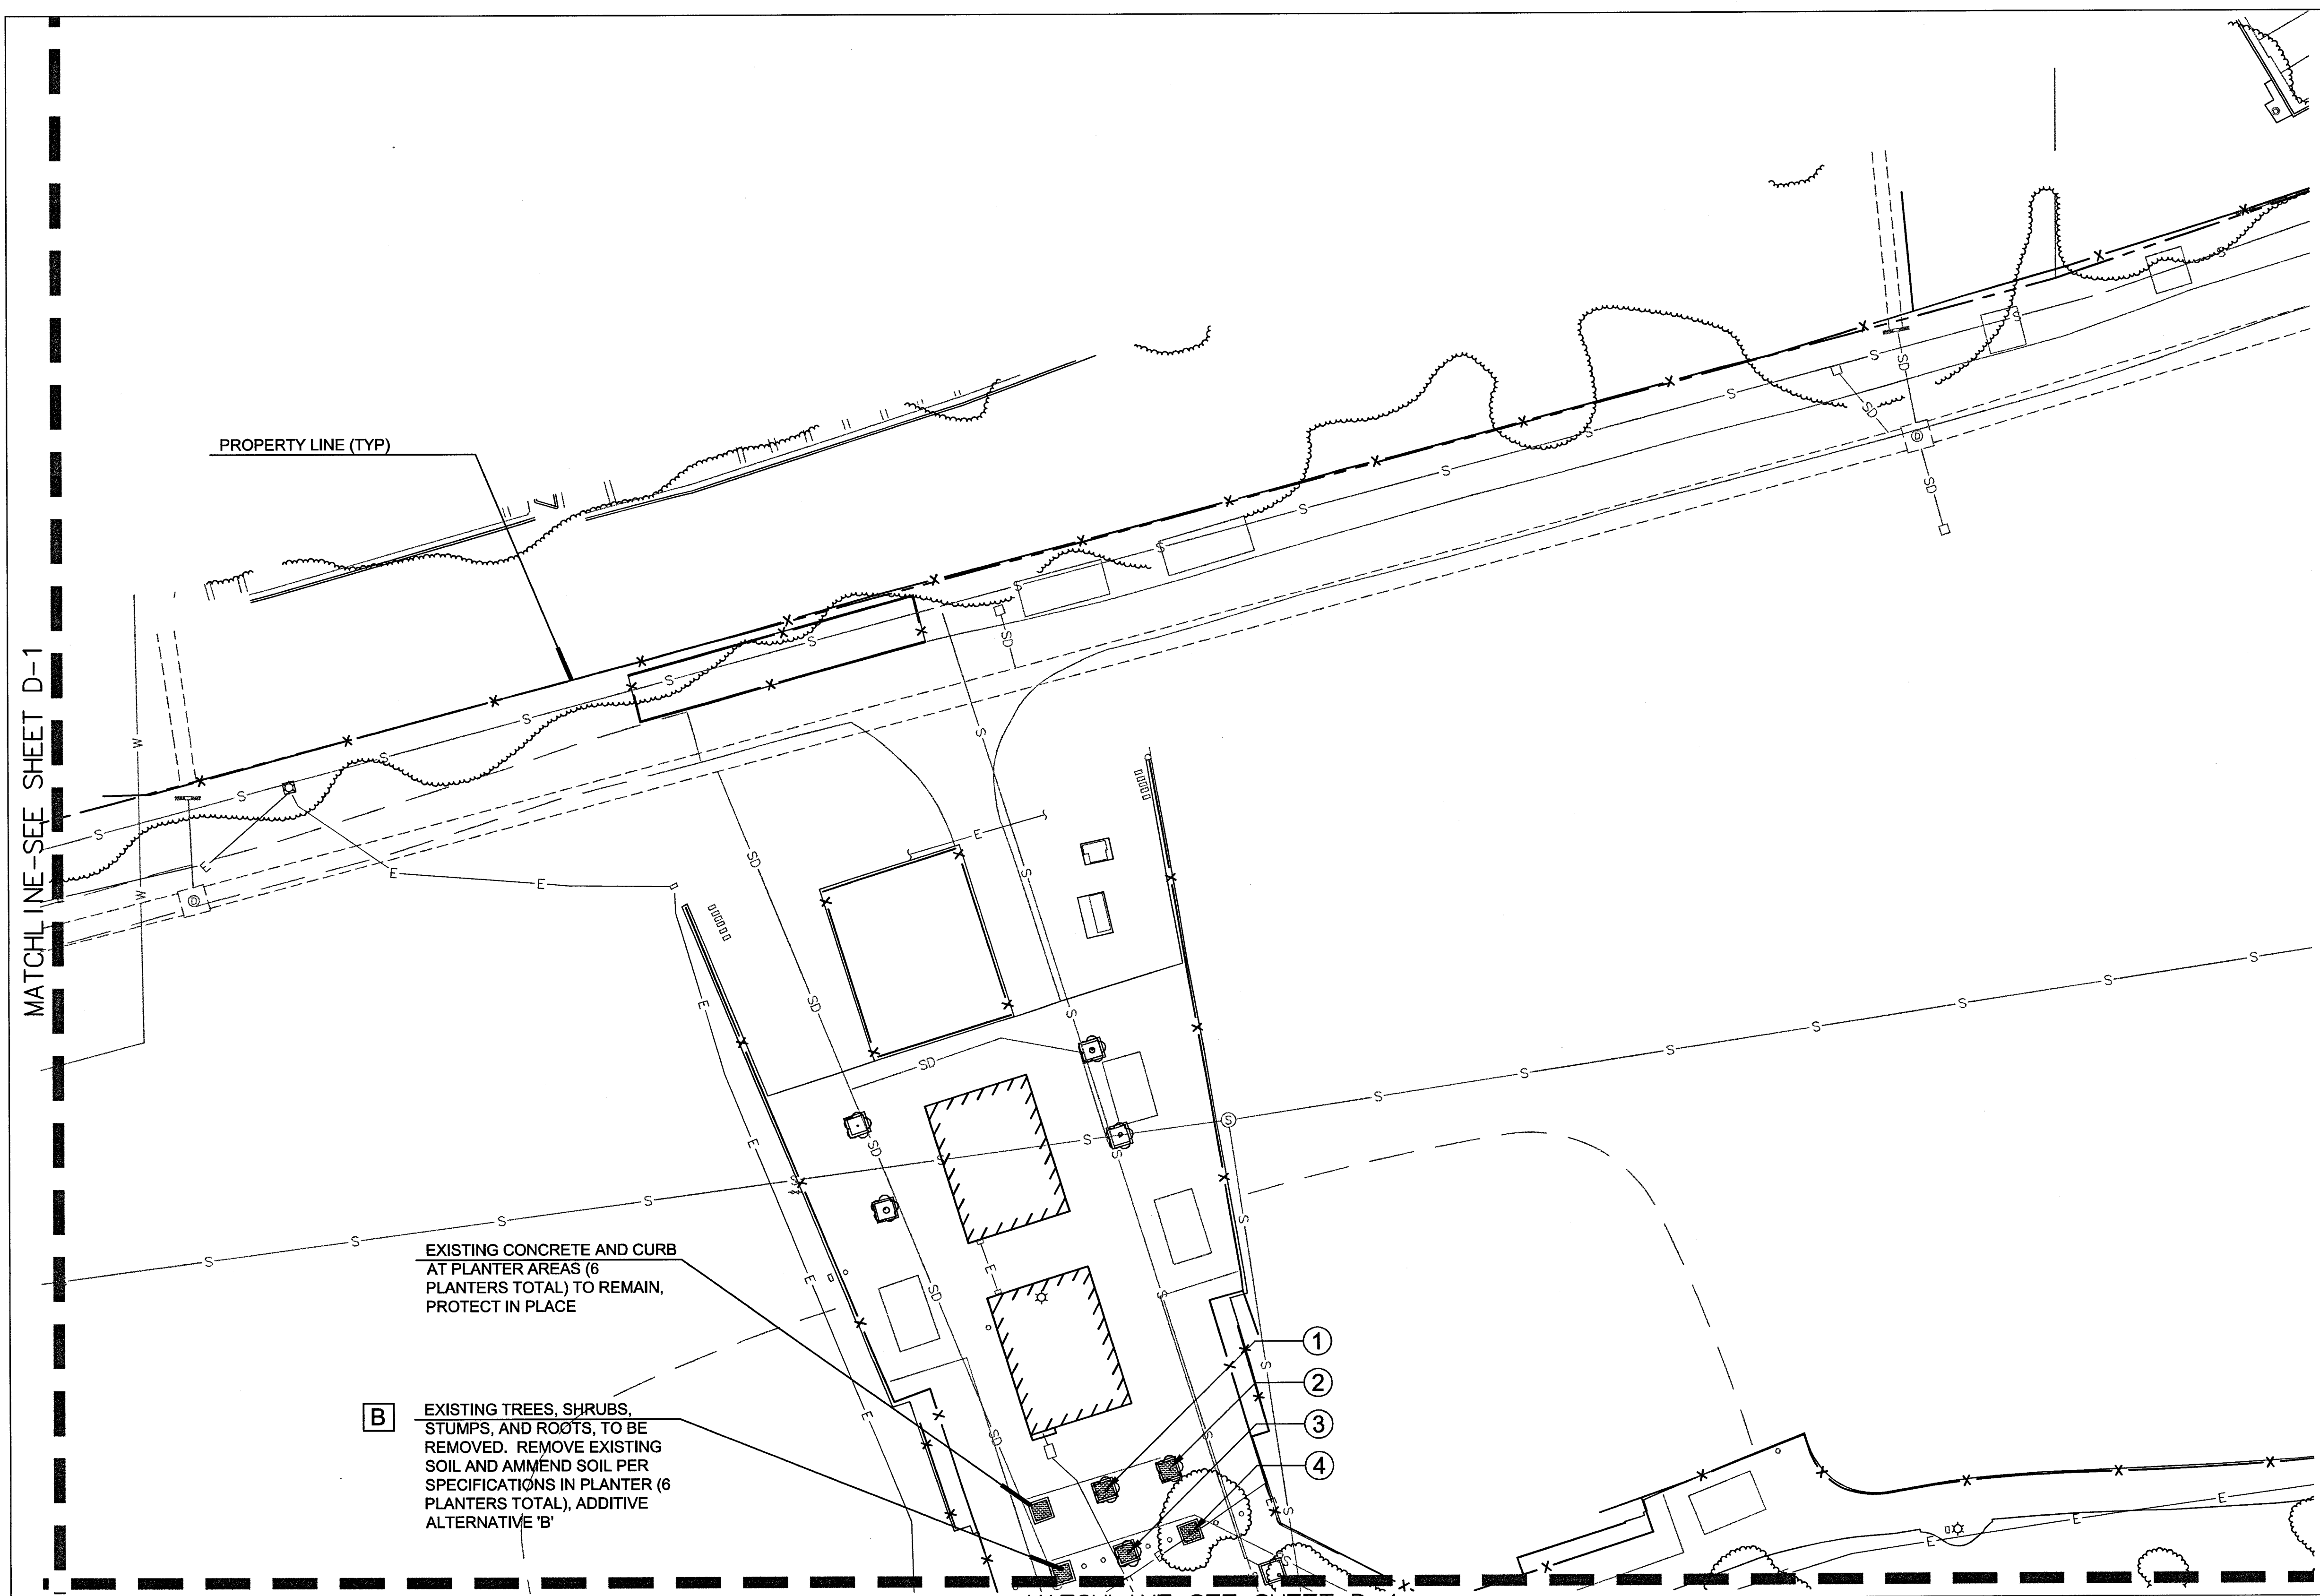 PROPERTY LINE (TYP)
MATCHLINE-SEE SHEET D-1
EXISTING CONCRETE AND CURB
AT PLANTER AREAS (6
PLANTERS TOTAL) TO REMAIN,
PROTECT IN PLACE
B
EXISTING TREES, SHRUBS,
STUMPS, AND ROOTS, TO BE
REMOVED. REMOVE EXISTING
SOIL AND AMMEND SOIL PER
SPECIFICATIONS IN PLANTER (6
PLANTERS TOTAL), ADDITIVE
ALTERNATIVE 'B'
1
2
3
4